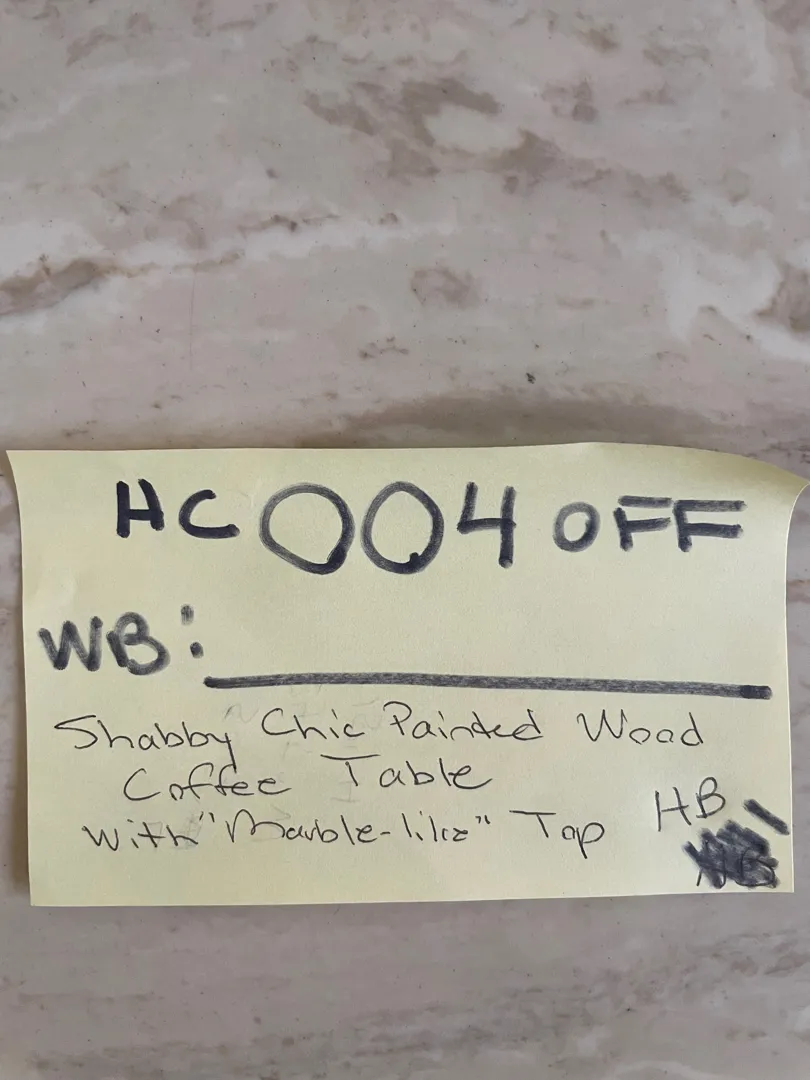 HC004 OFF
WB:
Shabby Chic Painted Wood
Coffee Table
with "Marble-like" Top HB